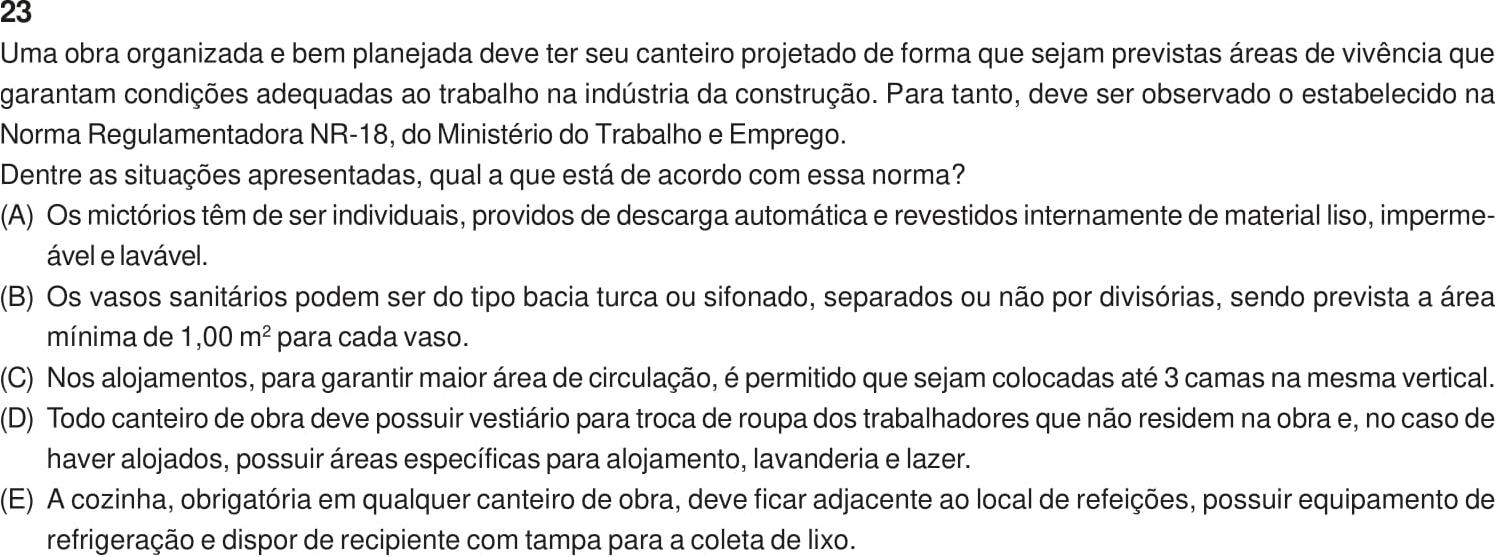 23
Uma obra organizada e bem planejada deve ter seu canteiro projetado de forma que sejam previstas áreas de vivência que
garantam condições adequadas ao trabalho na indústria da construção. Para tanto, deve ser observado o estabelecido na
Norma Regulamentadora NR-18, do Ministério do Trabalho e Emprego.
Dentre as situações apresentadas, qual a que está de acordo com essa norma?
(A) Os mictórios têm de ser individuais, providos de descarga automática e revestidos internamente de material liso, imperme-
ável e lavável.
(B) Os vasos sanitários podem ser do tipo bacia turca ou sifonado, separados ou não por divisórias, sendo prevista a área
mínima de 1,00 m² para cada vaso.
(C) Nos alojamentos, para garantir maior área de circulação, é permitido que sejam colocadas até 3 camas na mesma vertical.
(D) Todo canteiro de obra deve possuir vestiário para troca de roupa dos trabalhadores que não residem na obra e, no caso de
haver alojados, possuir áreas específicas para alojamento, lavanderia e lazer.
(E) A cozinha, obrigatória em qualquer canteiro de obra, deve ficar adjacente ao local de refeições, possuir equipamento de
refrigeração e dispor de recipiente com tampa para a coleta de lixo.